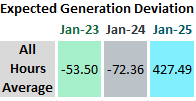 Expected Generation Deviation
Jan-23 Jan-24 Jan-25
All Hours Average -53.50 -72.36 427.49